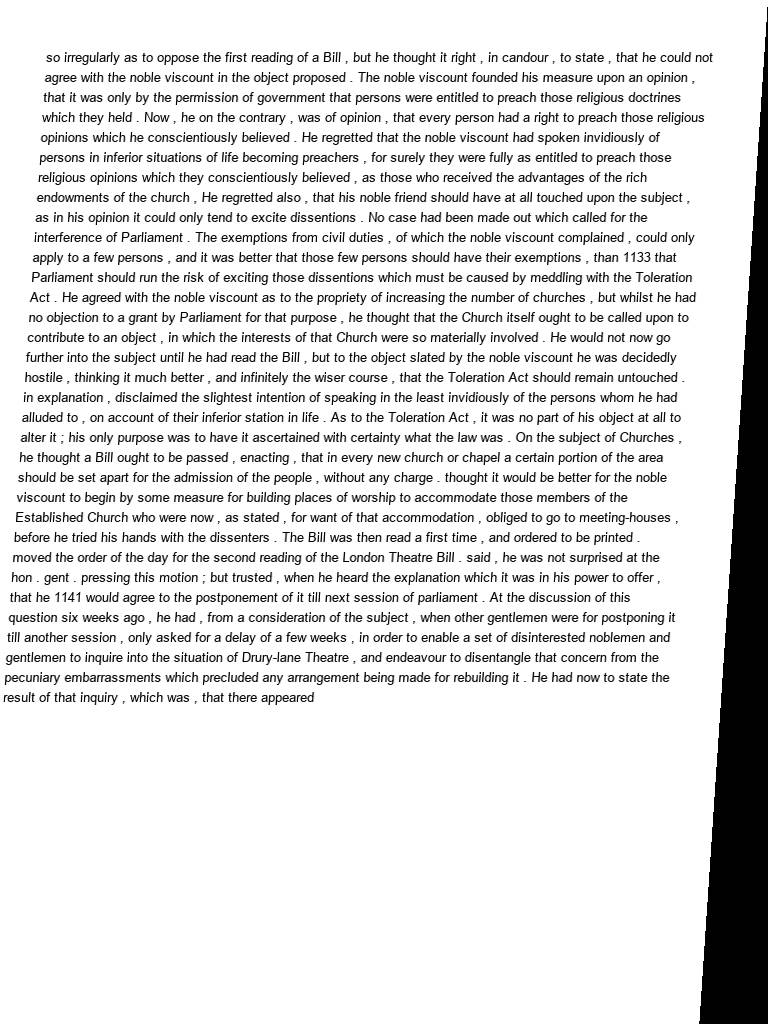 so irregularly as to oppose the first reading of a Bill , but he thought it right , in candour , to state , that he could not
agree with the noble viscount in the object proposed . The noble viscount founded his measure upon an opinion ,
that it was only by the permission of government that persons were entitled to preach those religious doctrines
which they held . Now , he on the contrary , was of opinion , that every person had a right to preach those religious
opinions which he conscientiously believed . He regretted that the noble viscount had spoken invidiously of
persons in inferior situations of life becoming preachers , for surely they were fully as entitled to preach those
religious opinions which they conscientiously believed , as those who received the advantages of the rich
endowments of the church , He regretted also , that his noble friend should have at all touched upon the subject ,
as in his opinion it could only tend to excite dissentions . No case had been made out which called for the
interference of Parliament . The exemptions from civil duties , of which the noble viscount complained , could only
apply to a few persons , and it was better that those few persons should have their exemptions , than 1133 that
Parliament should run the risk of exciting those dissentions which must be caused by meddling with the Toleration
Act . He agreed with the noble viscount as to the propriety of increasing the number of churches , but whilst he had
no objection to a grant by Parliament for that purpose , he thought that the Church itself ought to be called upon to
contribute to an object , in which the interests of that Church were so materially involved . He would not now go
further into the subject until he had read the Bill , but to the object slated by the noble viscount he was decidedly
hostile , thinking it much better , and infinitely the wiser course , that the Toleration Act should remain untouched .
in explanation , disclaimed the slightest intention of speaking in the least invidiously of the persons whom he had
alluded to , on account of their inferior station in life . As to the Toleration Act , it was no part of his object at all to
alter it ; his only purpose was to have it ascertained with certainty what the law was . On the subject of Churches ,
he thought a Bill ought to be passed , enacting , that in every new church or chapel a certain portion of the area
should be set apart for the admission of the people , without any charge . thought it would be better for the noble
viscount to begin by some measure for building places of worship to accommodate those members of the
Established Church who were now , as stated , for want of that accommodation , obliged to go to meeting-houses ,
before he tried his hands with the dissenters . The Bill was then read a first time , and ordered to be printed .
moved the order of the day for the second reading of the London Theatre Bill . said , he was not surprised at the
hon . gent . pressing this motion ; but trusted , when he heard the explanation which it was in his power to offer ,
that he 1141 would agree to the postponement of it till next session of parliament . At the discussion of this
question six weeks ago , he had , from a consideration of the subject , when other gentlemen were for postponing it
till another session , only asked for a delay of a few weeks , in order to enable a set of disinterested noblemen and
gentlemen to inquire into the situation of Drury-lane Theatre , and endeavour to disentangle that concern from the
pecuniary embarrassments which precluded any arrangement being made for rebuilding it . He had now to state the
result of that inquiry , which was , that there appeared